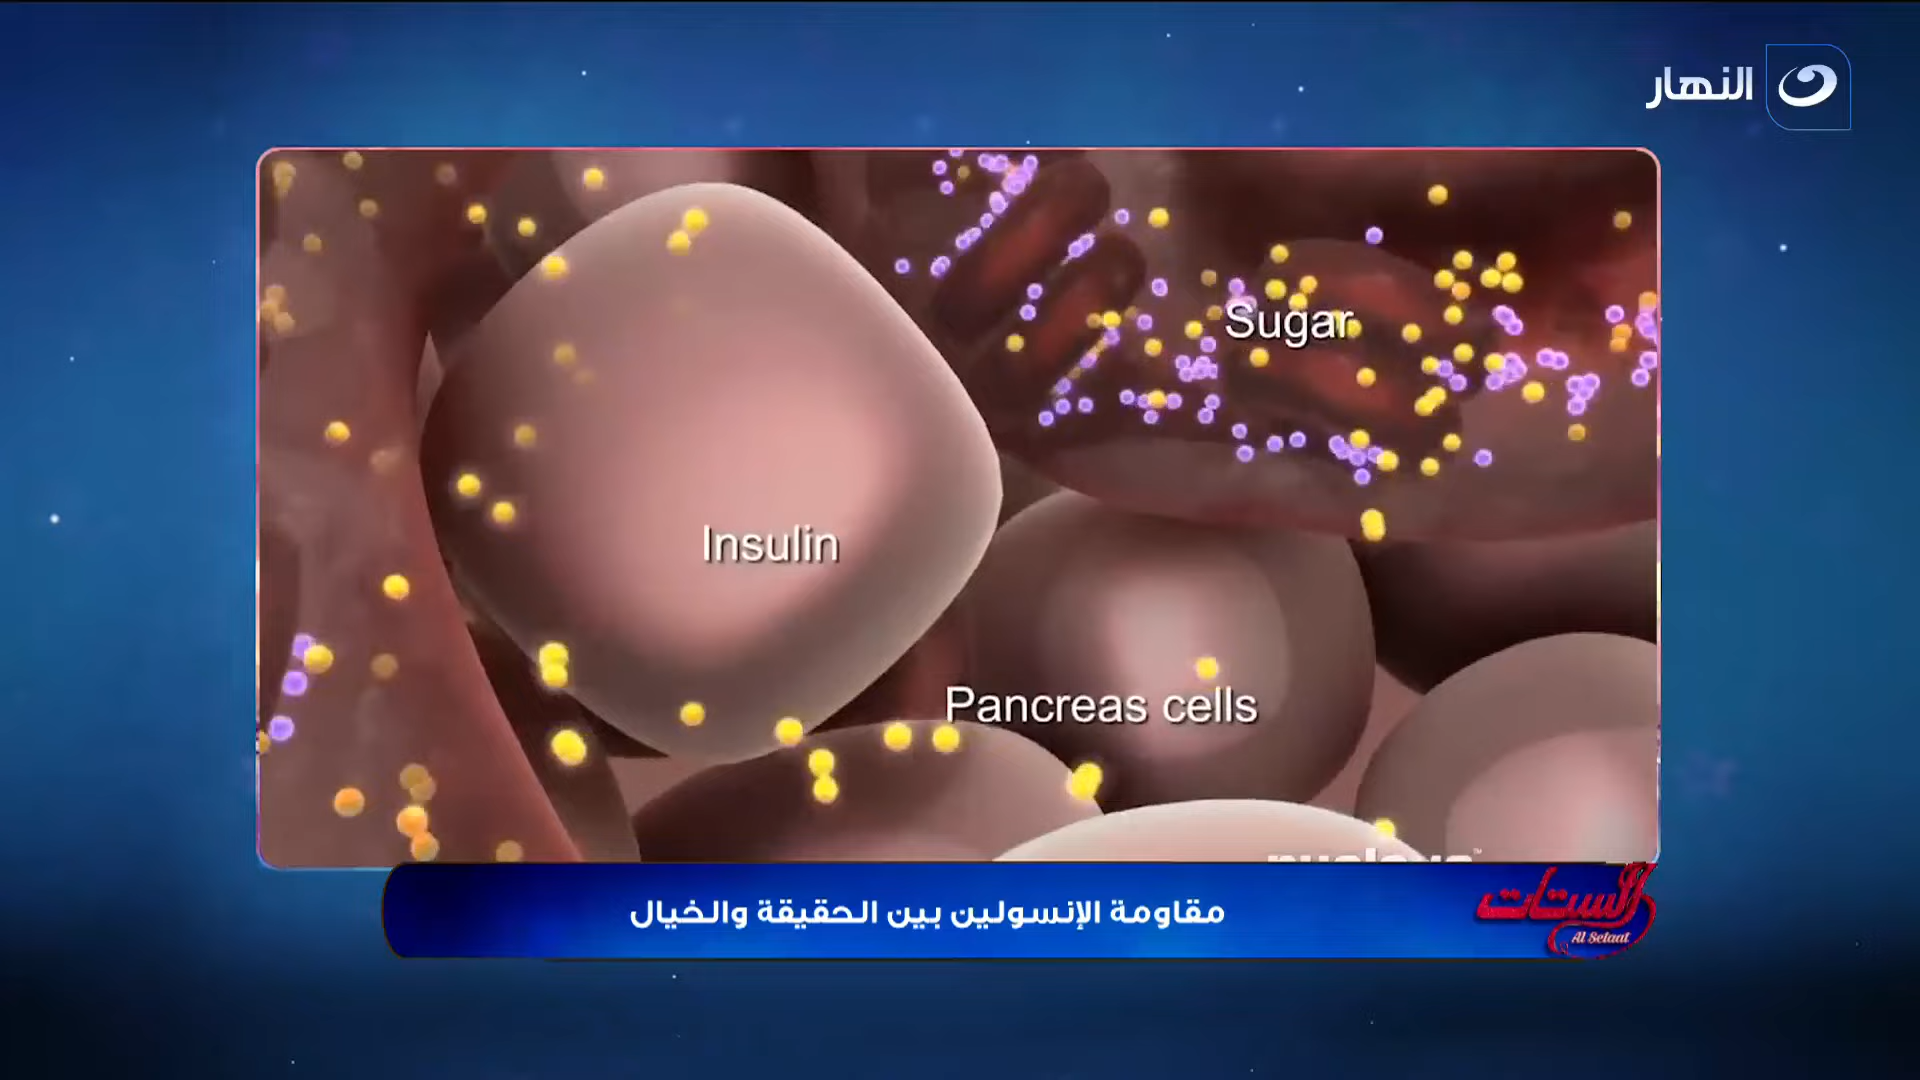 النهار
Sugar
Insulin
Pancreas cells
مقاومة الإنسولين بين الحقيقة والخيال
الستات
Al Setaat